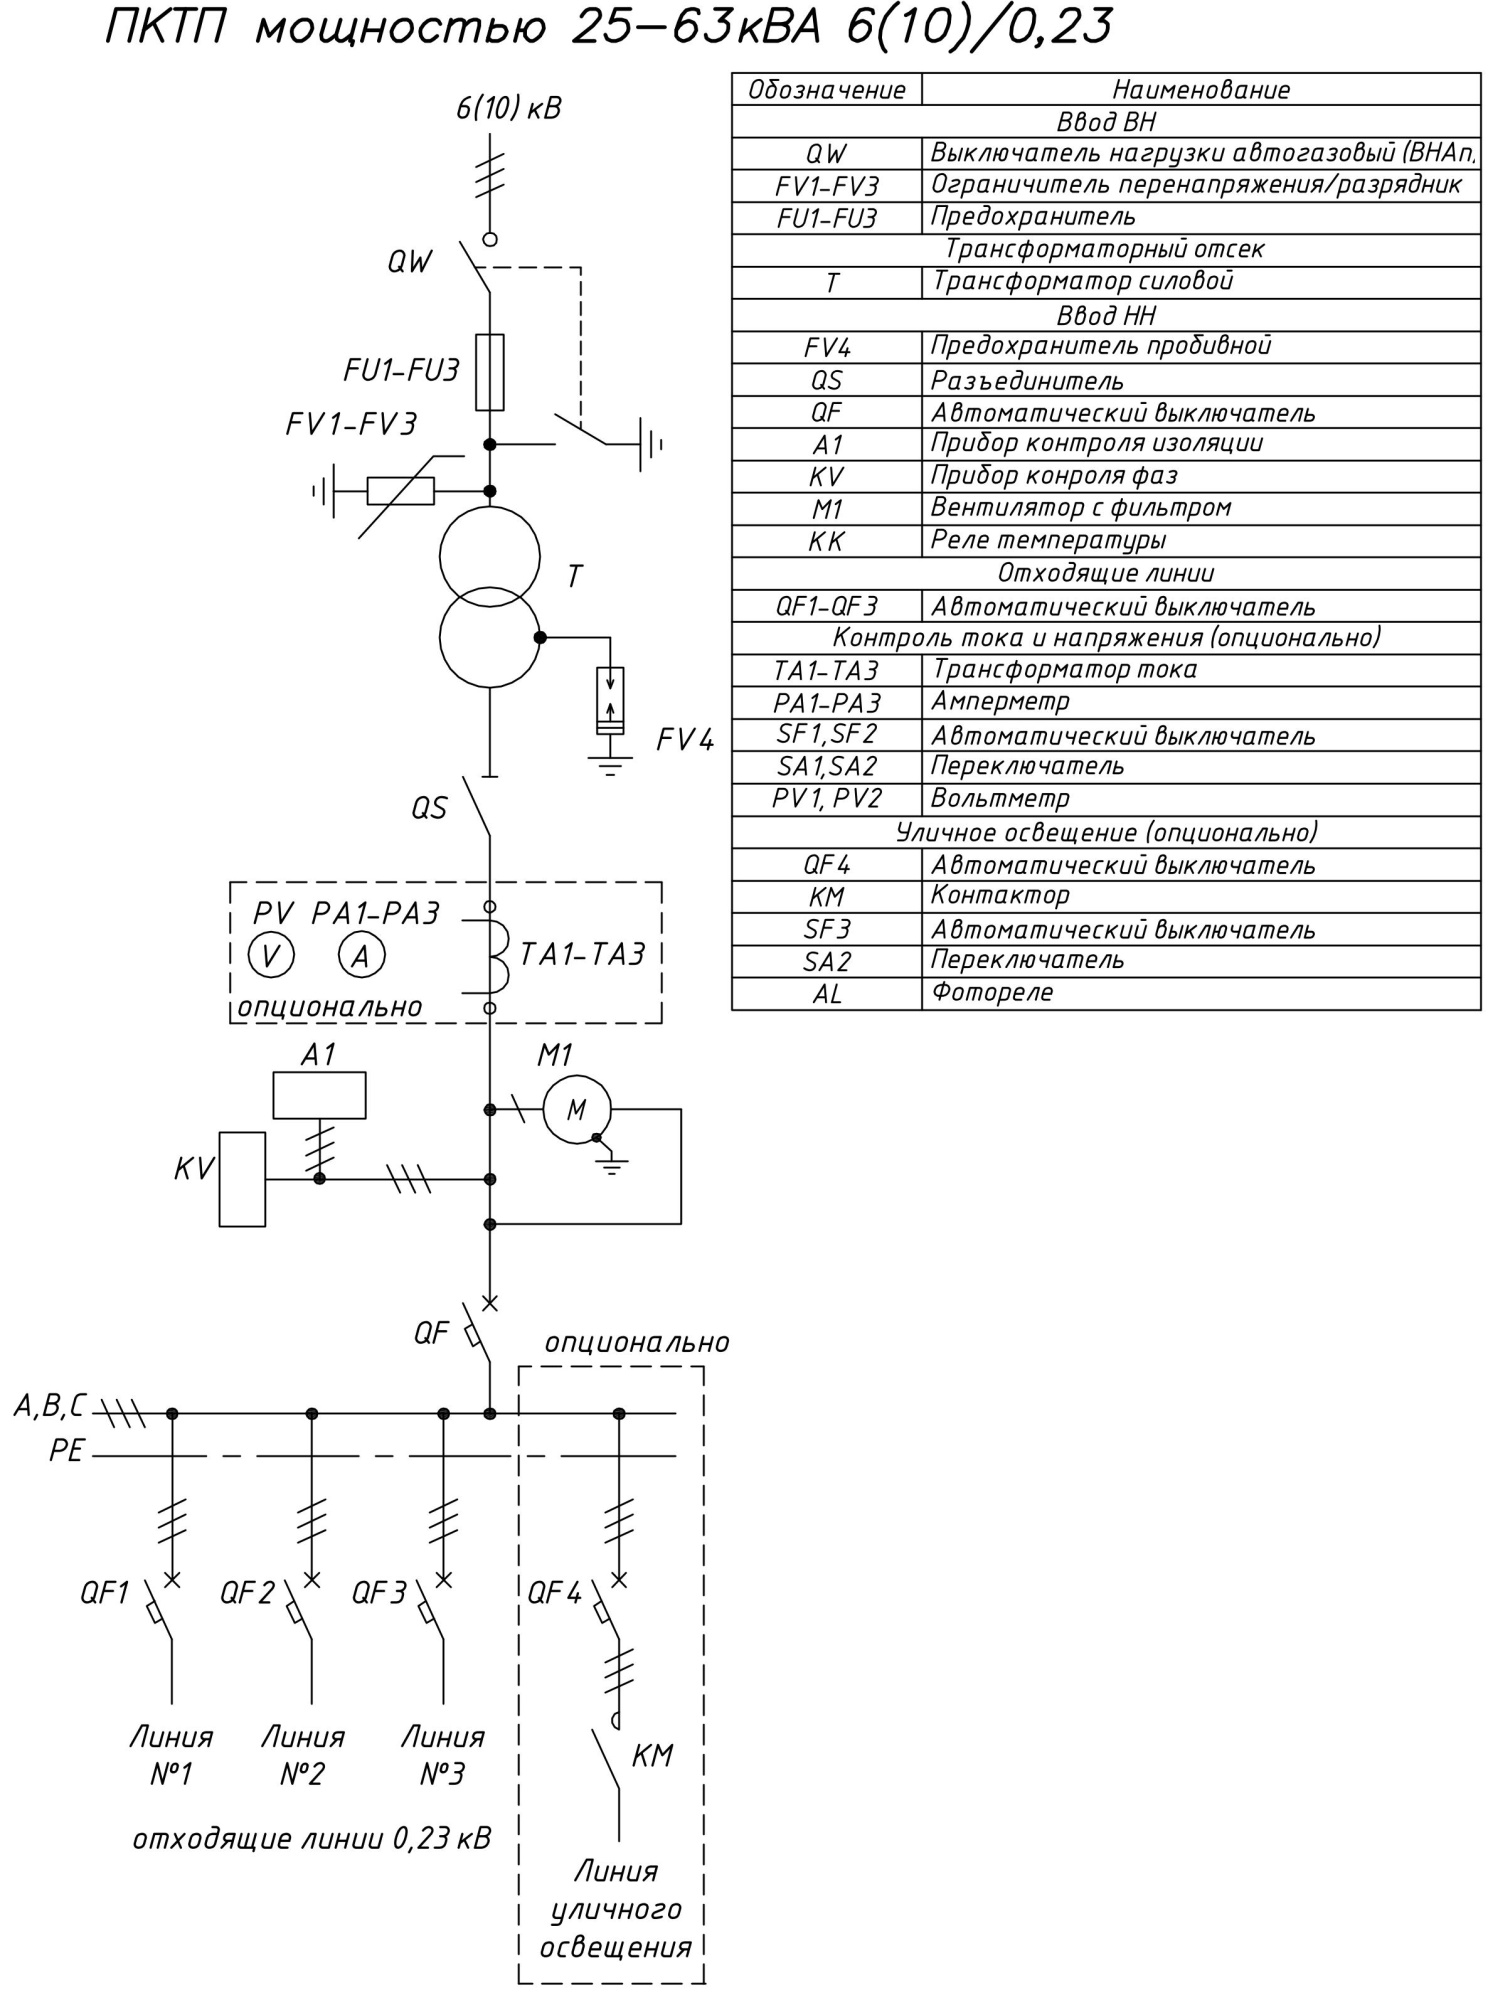 ПКТП мощностью 25-63кВА 6(10)/0,23
6(10) кВ
QW
FU1-FU3
FV1-FV3
T
FV4
QS
PV PA1-PA3
V A
TA1-TA3
опционально
A1
M1
M
KV
QF
опционально
A,B,C
PE
QF1 QF2 QF3 QF4
KM
Линия №1
Линия №2
Линия №3
отходящие линии 0,23 кВ
Линия
уличного
освещения
Обозначение Наименование
Ввод ВН
QW Выключатель нагрузки автогазовый (ВНАп,
FV1-FV3 Ограничитель перенапряжения/разрядник
FU1-FU3 Предохранитель
Трансформаторный отсек
T Трансформатор силовой
Ввод НН
FV4 Предохранитель пробивной
QS Разъединитель
QF Автоматический выключатель
A1 Прибор контроля изоляции
KV Прибор конроля фаз
M1 Вентилятор с фильтром
KK Реле температуры
Отходящие линии
QF1-QF3 Автоматический выключатель
Контроль тока и напряжения (опционально)
TA1-TA3 Трансформатор тока
PA1-PA3 Амперметр
SF1,SF2 Автоматический выключатель
SA1,SA2 Переключатель
PV1, PV2 Вольтметр
Уличное освещение (опционально)
QF4 Автоматический выключатель
KM Контактор
SF3 Автоматический выключатель
SA2 Переключатель
AL Фотореле